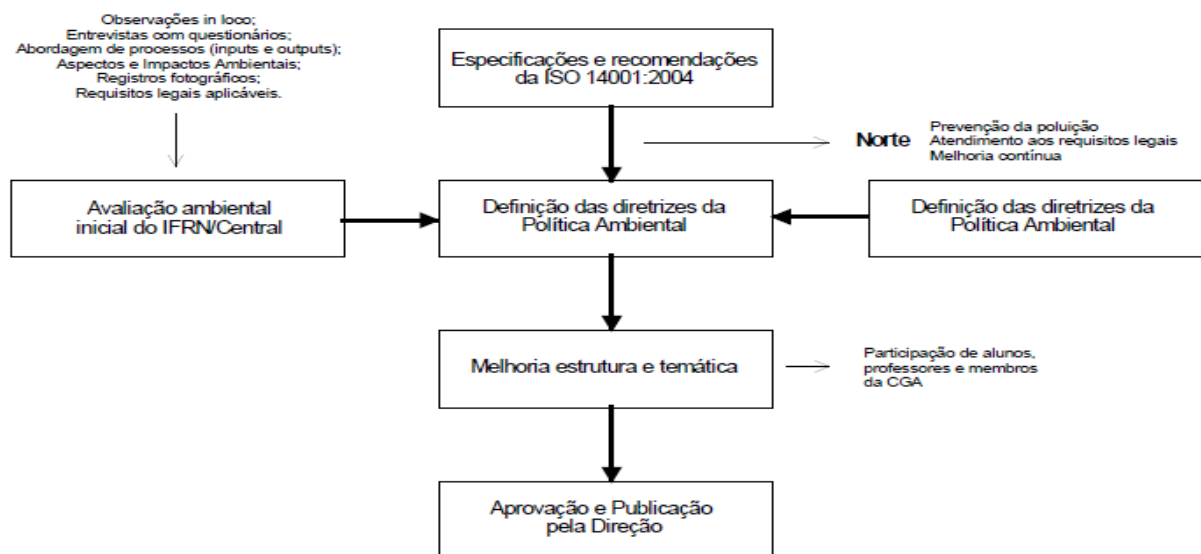 Observações in loco;
Entrevistas com questionários;
Abordagem de processos (inputs e outputs);
Aspectos e Impactos Ambientais;
Registros fotográficos;
Requisitos legais aplicáveis.
Especificações e recomendações
da ISO 14001:2004
Norte
Prevenção da poluição
Atendimento aos requisitos legais
Melhoria contínua
Avaliação ambiental
inicial do IFRN/Central
Definição das diretrizes da
Política Ambiental
Definição das diretrizes da
Política Ambiental
Melhoria estrutura e temática
Participação de alunos,
professores e membros
da CGA
Aprovação e Publicação
pela Direção